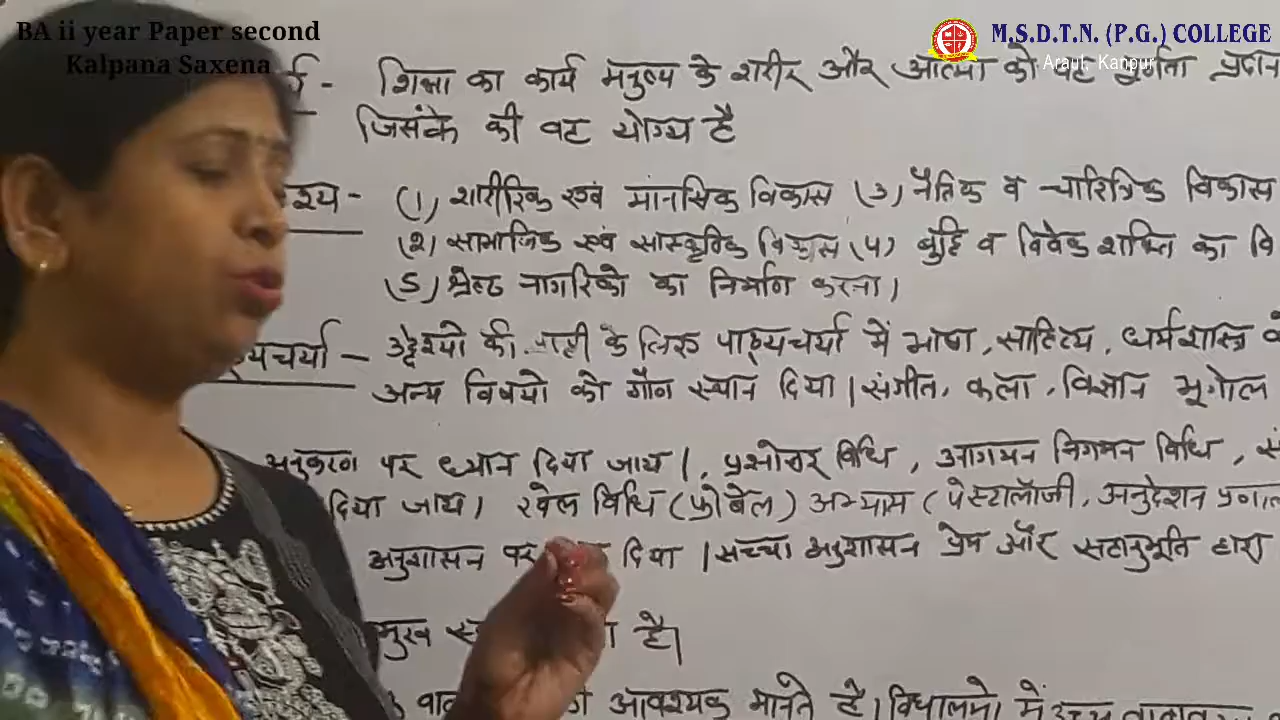 BA ii year Paper second
Kalpana Saxena
M.S.D.T.N. (P.G.) COLLEGE
Araul, Kanpur
र्थ - शिक्षा का कार्य मनुष्य के शरीर और आत्मा को वह पूर्णता प्रदान
जिसके की वह योग्य है
श्य - (1) शारीरिक एवं मानसिक विकास (3) नैतिक व चारित्रिक विकास
(2) सामाजिक एवं सांस्कृतिक विकास (4) बुद्धि व विवेक शक्ति का वि
(5) श्रेष्ठ नागरिको का निर्माण करना।
यचर्या - उद्देश्यो की प्राप्ती के लिए पाठ्यचर्या में भाषा, साहित्य, धर्मशास्त्र के
अन्य विषयो को गौन स्थान दिया। संगीत, कला, विज्ञान भूगोल
अनुकरण पर ध्यान दिया जाय।, प्रश्नोत्तर विधि, आगमन निगमन विधि, सं
दिया जाय। खेल विधि (फ्रोबेल) अभ्यास (पेस्टालॉजी, अनुदेशन प्रणाल
अनुशासन पर दिया। सच्चा अनुशासन प्रेम और सहानुभूति द्वारा
मुख है।
आवश्यक मानते है। विधालयो में उच्च वाताव